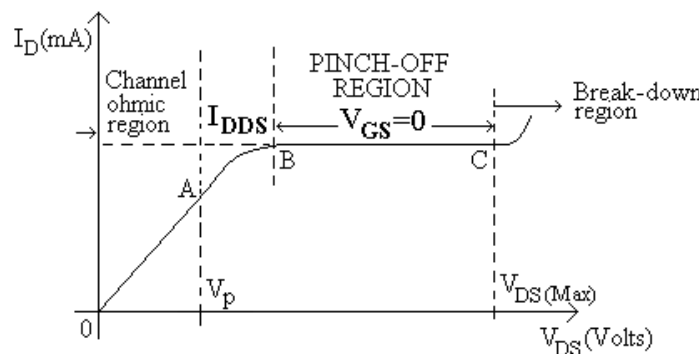 I_D(mA)
Channel
ohmic
region
I_DDS
PINCH-OFF
REGION
V_GS=0
Break-down
region
A
B
C
V_p
V_DS(Max)
0
V_DS(Volts)